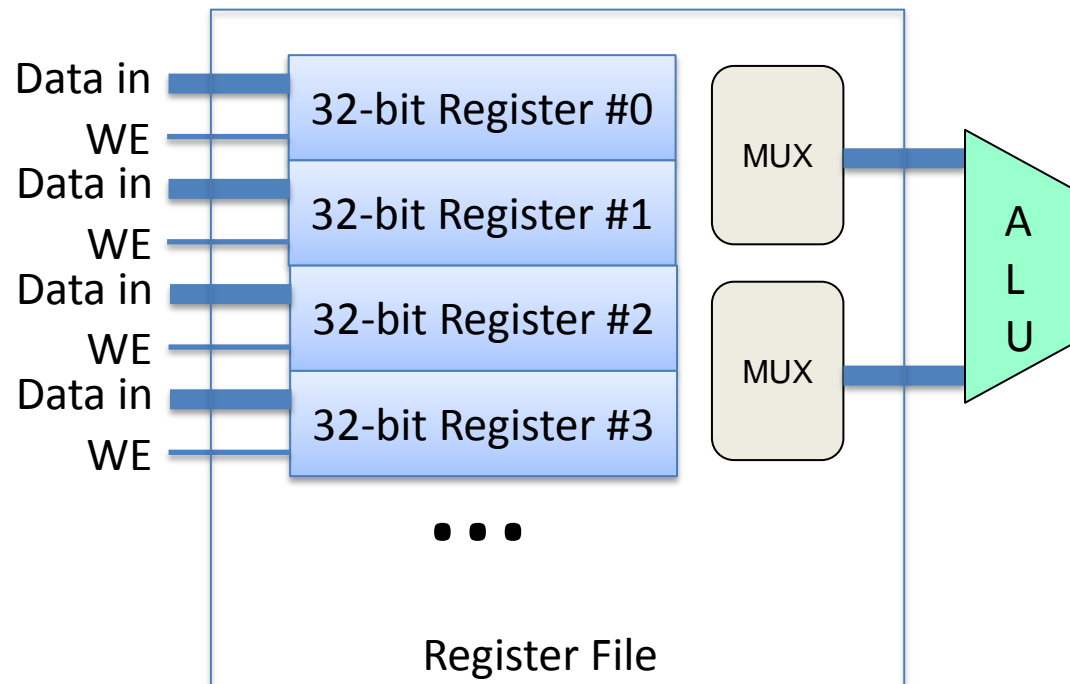 Data in
32-bit Register #0
WE
Data in
32-bit Register #1
WE
Data in
32-bit Register #2
WE
Data in
32-bit Register #3
WE
...
MUX
MUX
A
L
U
Register File